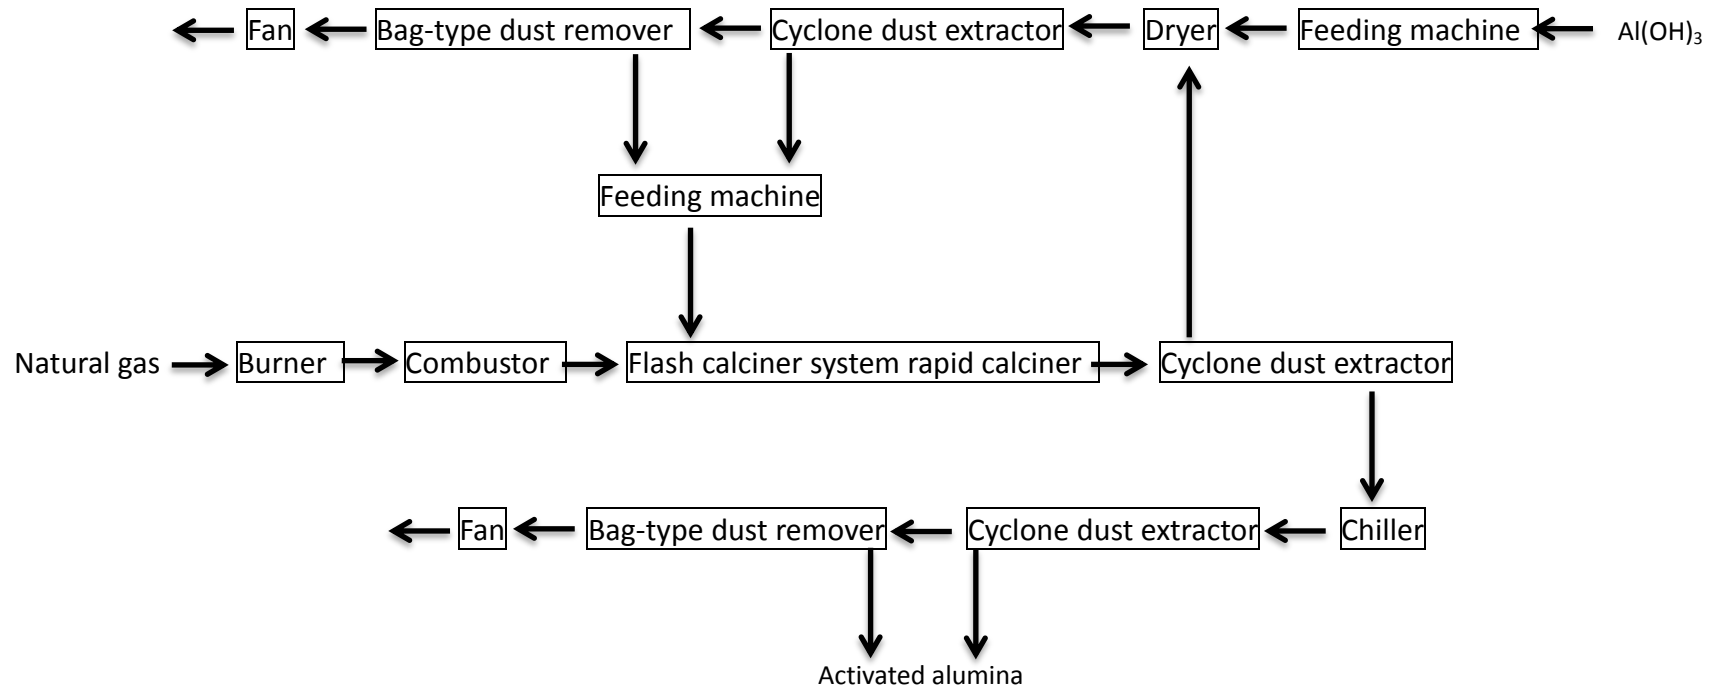 Fan
Bag-type dust remover
Cyclone dust extractor
Dryer
Feeding machine
Al(OH)₃
Feeding machine
Natural gas
Burner
Combustor
Flash calciner system rapid calciner
Cyclone dust extractor
Fan
Bag-type dust remover
Cyclone dust extractor
Chiller
Activated alumina